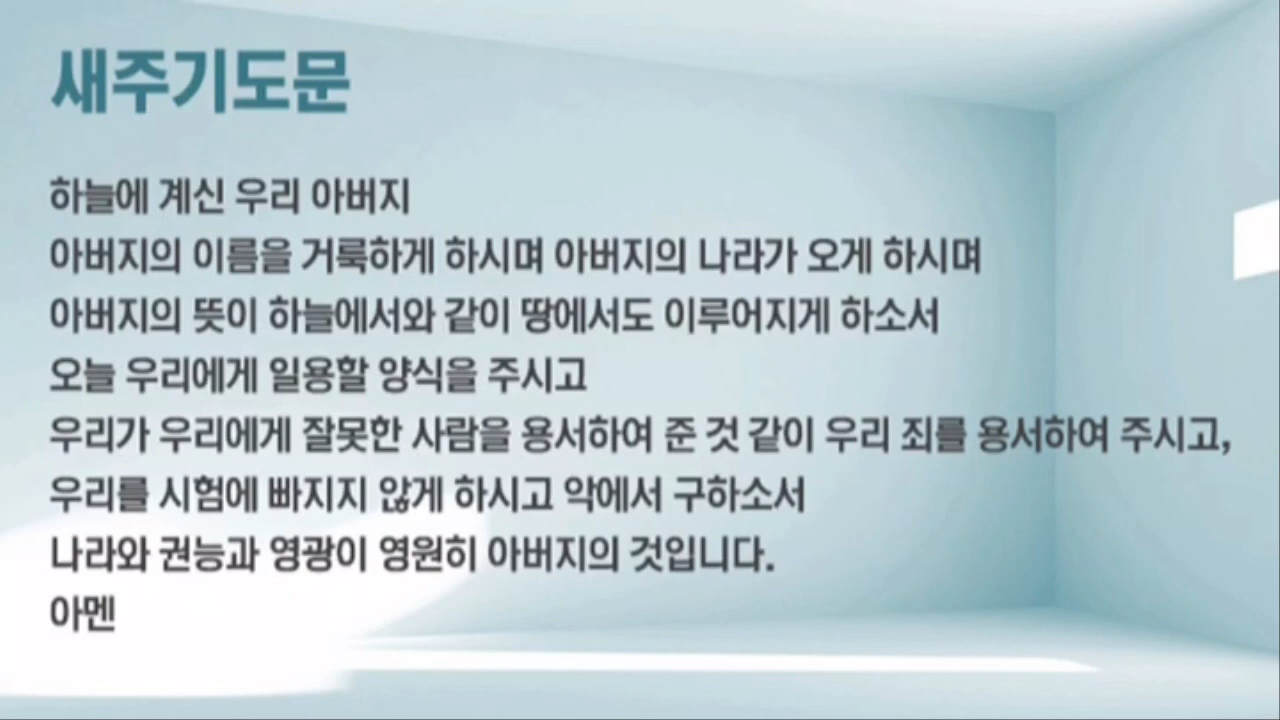 새주기도문
하늘에 계신 우리 아버지
아버지의 이름을 거룩하게 하시며 아버지의 나라가 오게 하시며
아버지의 뜻이 하늘에서와 같이 땅에서도 이루어지게 하소서
오늘 우리에게 일용할 양식을 주시고
우리가 우리에게 잘못한 사람을 용서하여 준 것 같이 우리 죄를 용서하여 주시고,
우리를 시험에 빠지지 않게 하시고 악에서 구하소서
나라와 권능과 영광이 영원히 아버지의 것입니다.
아멘